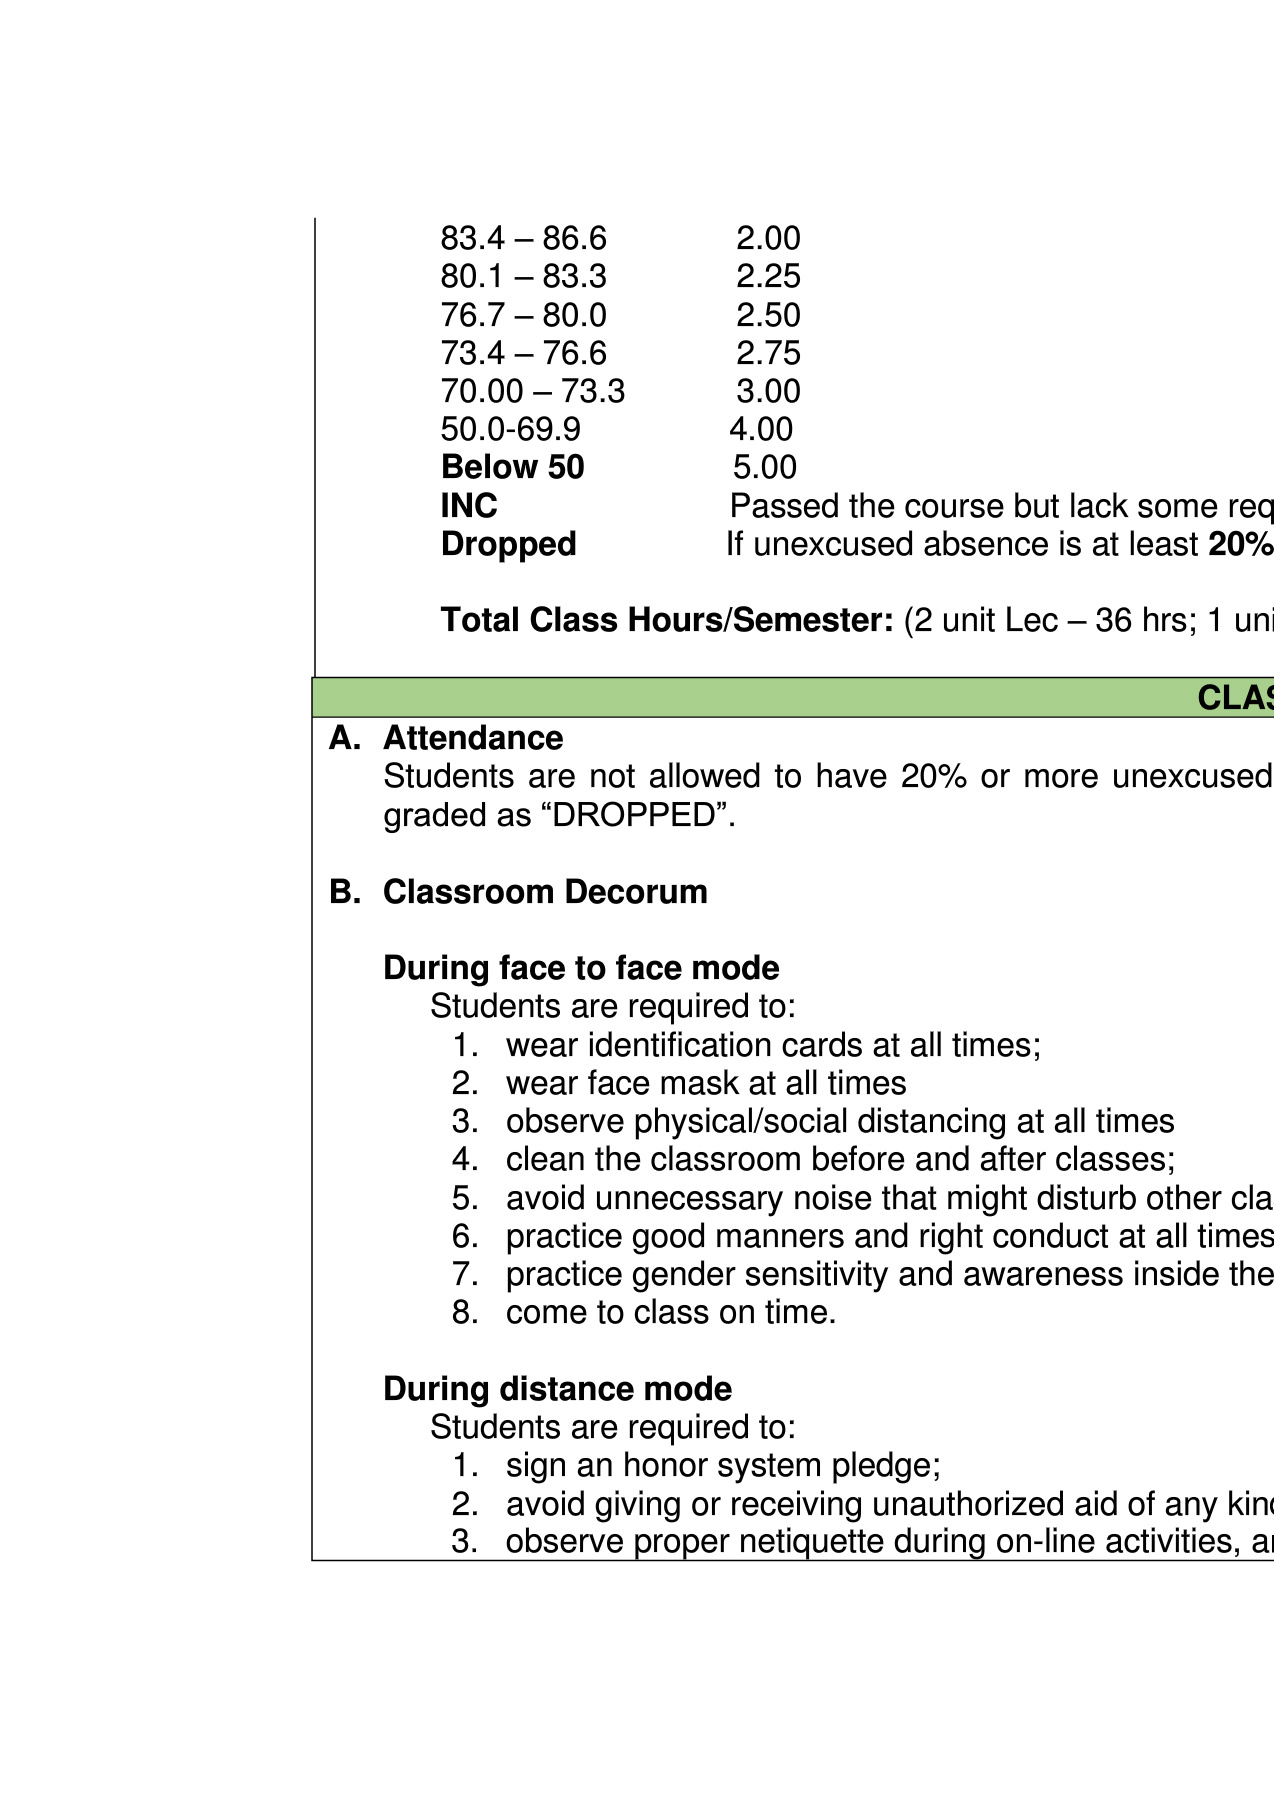 83.4 – 86.6 2.00
80.1 – 83.3 2.25
76.7 – 80.0 2.50
73.4 – 76.6 2.75
70.00 – 73.3 3.00
50.0-69.9 4.00
Below 50 5.00
INC Passed the course but lack some req
Dropped If unexcused absence is at least 20%
Total Class Hours/Semester: (2 unit Lec – 36 hrs; 1 uni
CLAS
A. Attendance
Students are not allowed to have 20% or more unexcused
graded as “DROPPED”.
B. Classroom Decorum
During face to face mode
Students are required to:
1. wear identification cards at all times;
2. wear face mask at all times
3. observe physical/social distancing at all times
4. clean the classroom before and after classes;
5. avoid unnecessary noise that might disturb other cla
6. practice good manners and right conduct at all times
7. practice gender sensitivity and awareness inside the
8. come to class on time.
During distance mode
Students are required to:
1. sign an honor system pledge;
2. avoid giving or receiving unauthorized aid of any kin
3. observe proper netiquette during on-line activities, a